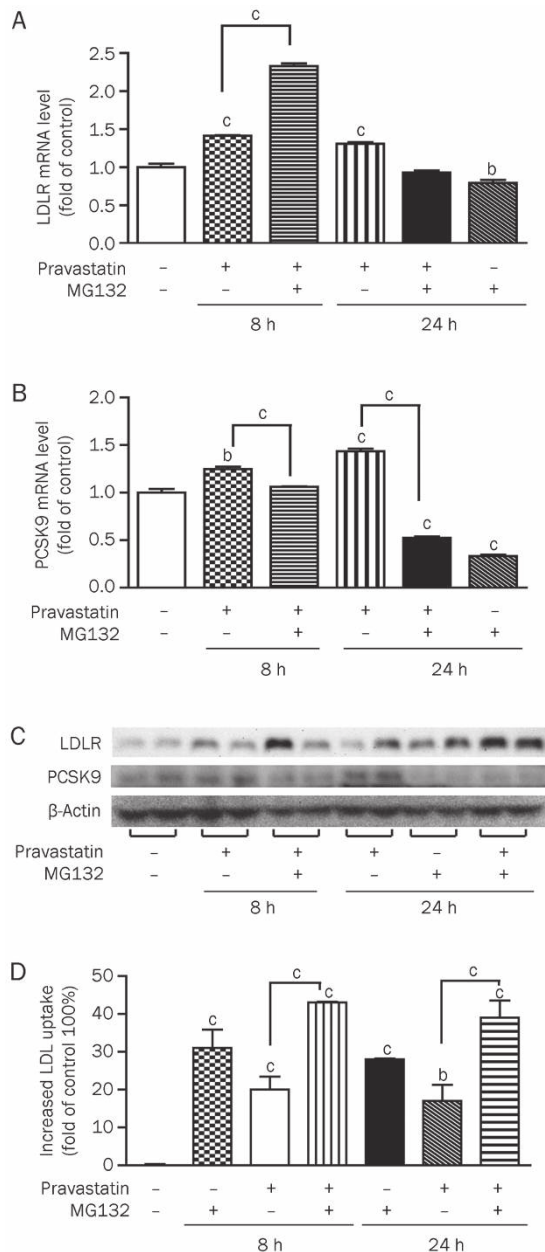 A
LDLR mRNA level
(fold of control)
2.5
2.0
1.5
1.0
0.5
0.0
c
c
c
b
Pravastatin – + + + + –
MG132 – – + – + +
8 h 24 h
B
PCSK9 mRNA level
(fold of control)
2.0
1.5
1.0
0.5
0.0
b
c
c
c
c
c
Pravastatin – + + + + –
MG132 – – + – + +
8 h 24 h
C
LDLR
PCSK9
β-Actin
Pravastatin – + + + – +
MG132 – – + – + +
8 h 24 h
D
Increased LDL uptake
(fold of control 100%)
50
40
30
20
10
0
c
c
c
c
c
b
c
c
Pravastatin – – + + – + +
MG132 – + – + + – +
8 h 24 h